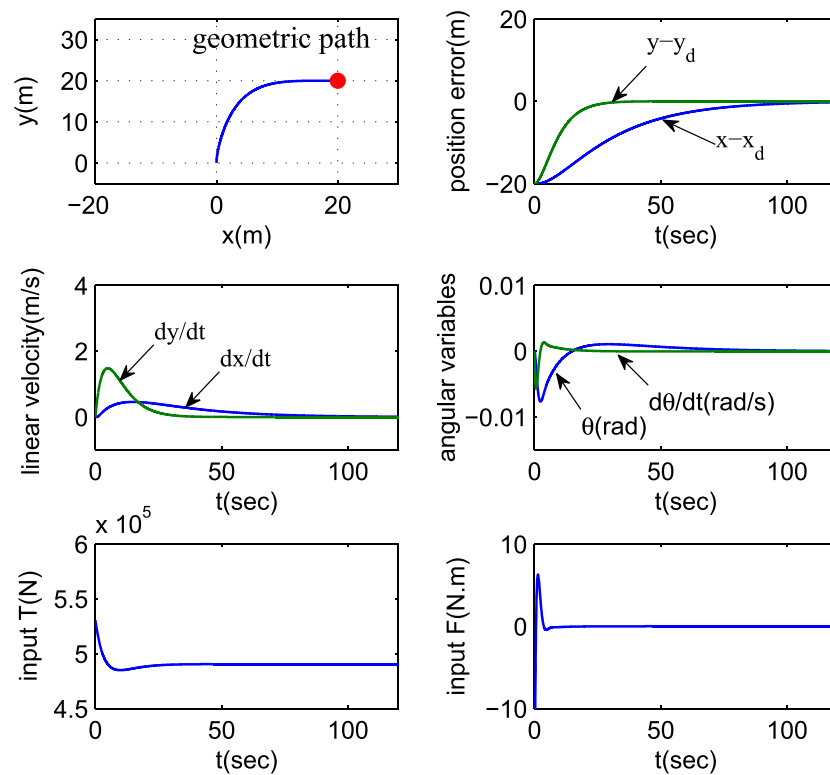 geometric path
y(m)
30
20
10
0
−20
0
20
x(m)
position error(m)
20
0
−20
y−y_d
x−x_d
0
50
100
t(sec)
linear velocity(m/s)
4
2
0
dy/dt
dx/dt
0
50
100
t(sec)
angular variables
0.01
0
−0.01
θ(rad)
dθ/dt(rad/s)
0
50
100
t(sec)
x 10^5
input T(N)
6
5.5
5
4.5
0
50
100
t(sec)
input F(N.m)
10
0
−10
0
50
100
t(sec)